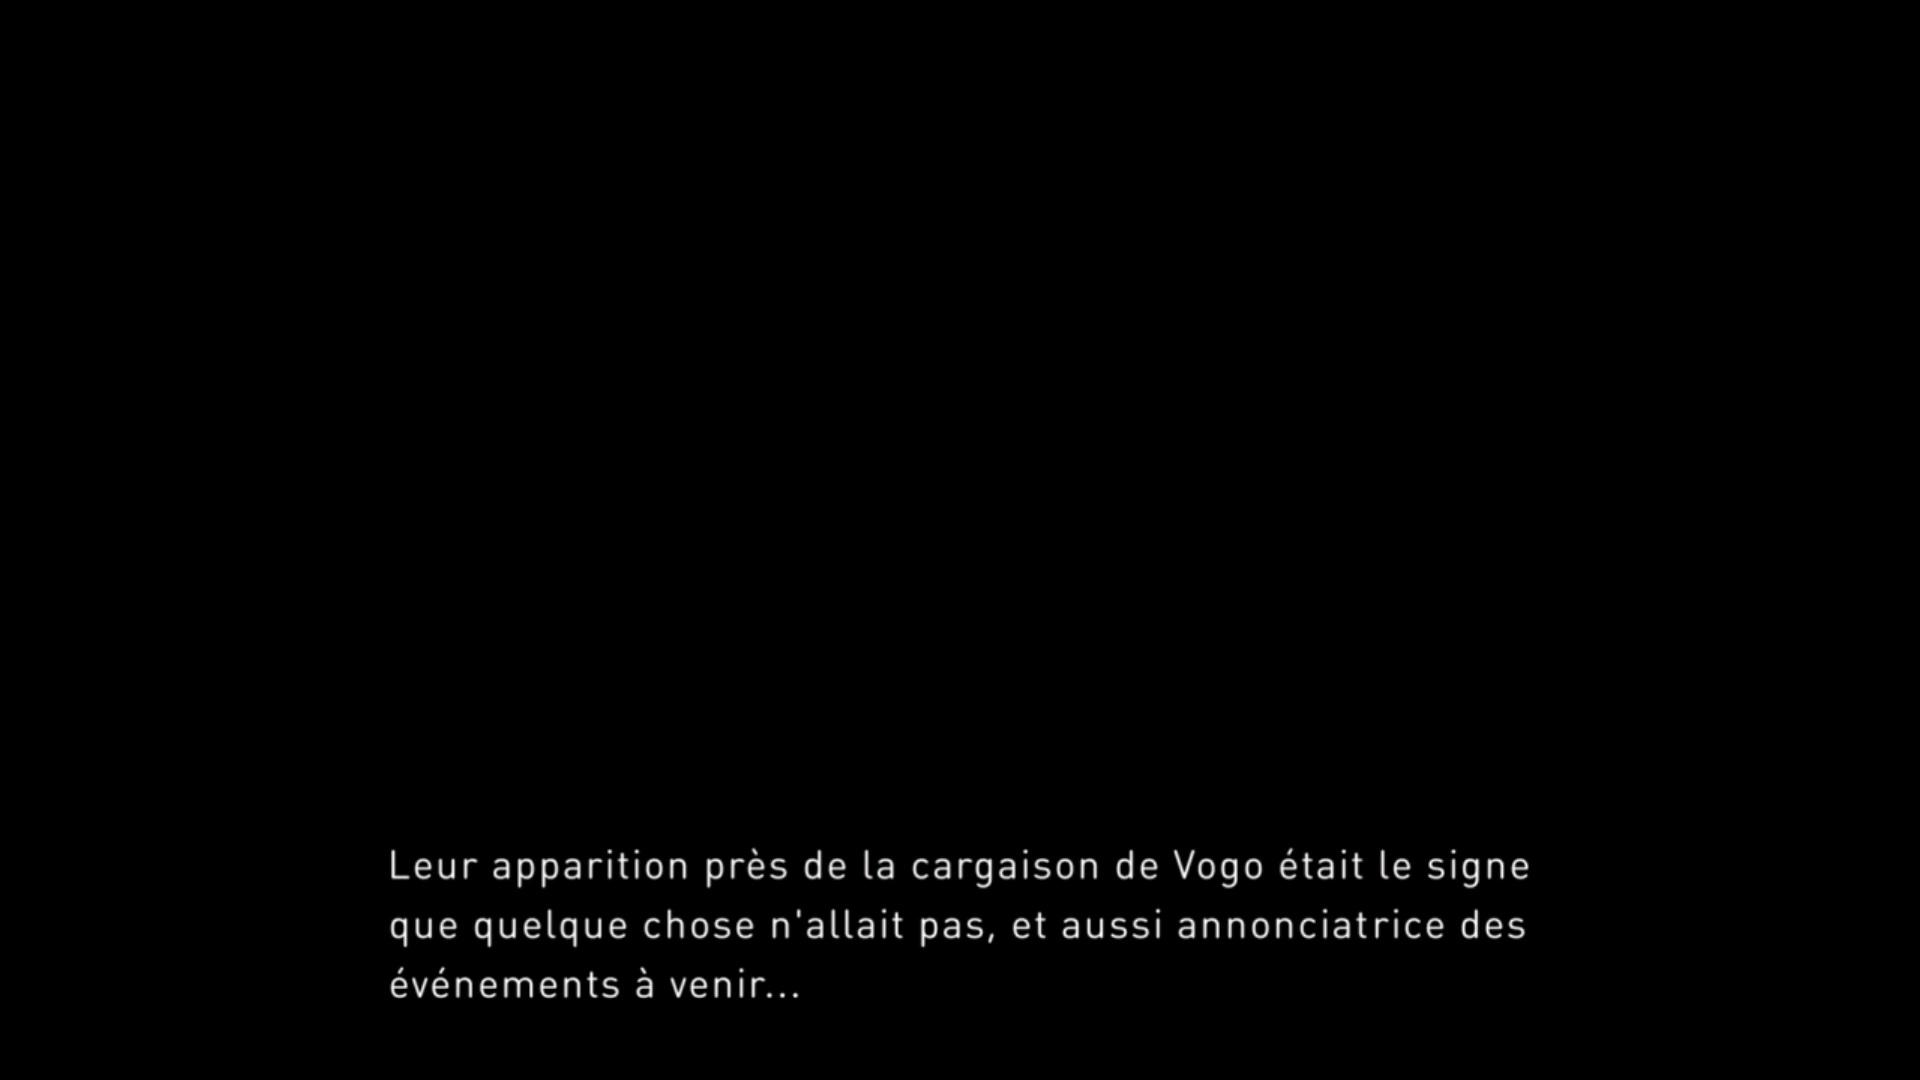 Leur apparition près de la cargaison de Vogo était le signe
que quelque chose n'allait pas, et aussi annonciatrice des
événements à venir...